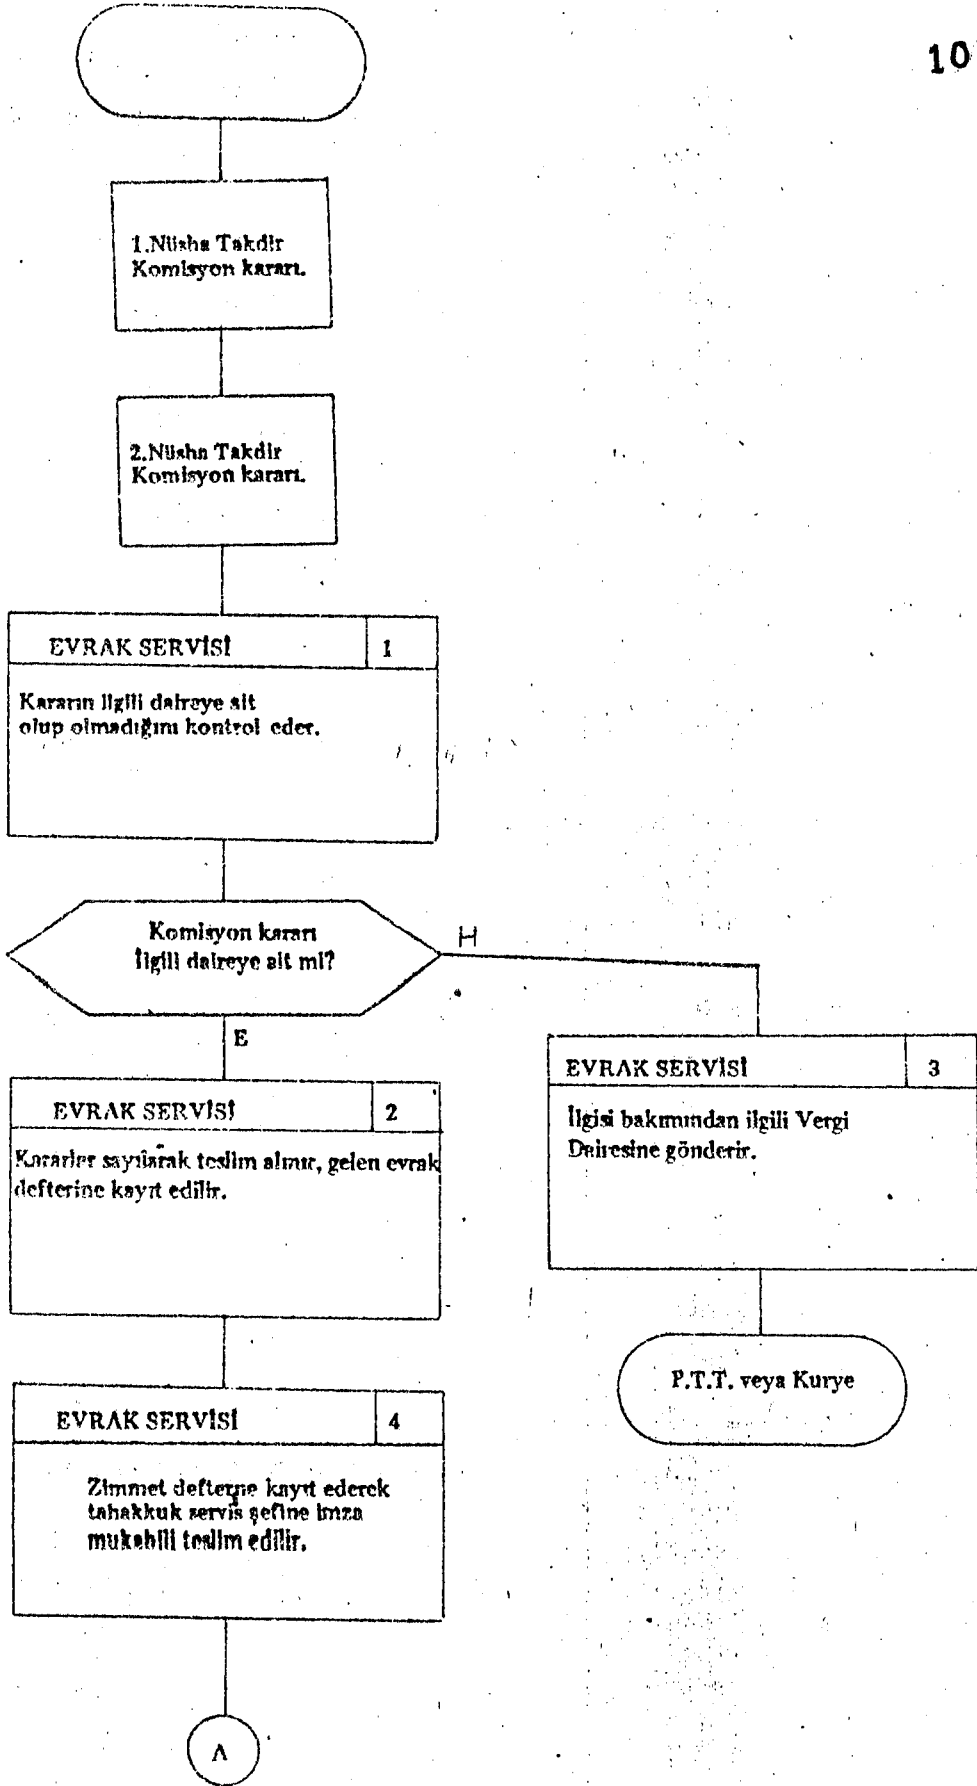 10
1.Nüsha Takdir
Komisyon kararı.
2.Nüsha Takdir
Komisyon kararı.
EVRAK SERVİSİ 1
Kararın ilgili daireye ait
olup olmadığını kontrol eder.
Komisyon kararı
İlgili daireye ait mi?
H
E
EVRAK SERVİSİ 2
Kararlar sayılarak teslim alınır, gelen evrak
defterine kayıt edilir.
EVRAK SERVİSİ 3
İlgisi bakımından ilgili Vergi
Dairesine gönderir.
P.T.T. veya Kurye
EVRAK SERVİSİ 4
Zimmet defterne kayıt ederek
tahakkuk servis şefine imza
mukabili teslim edilir.
A